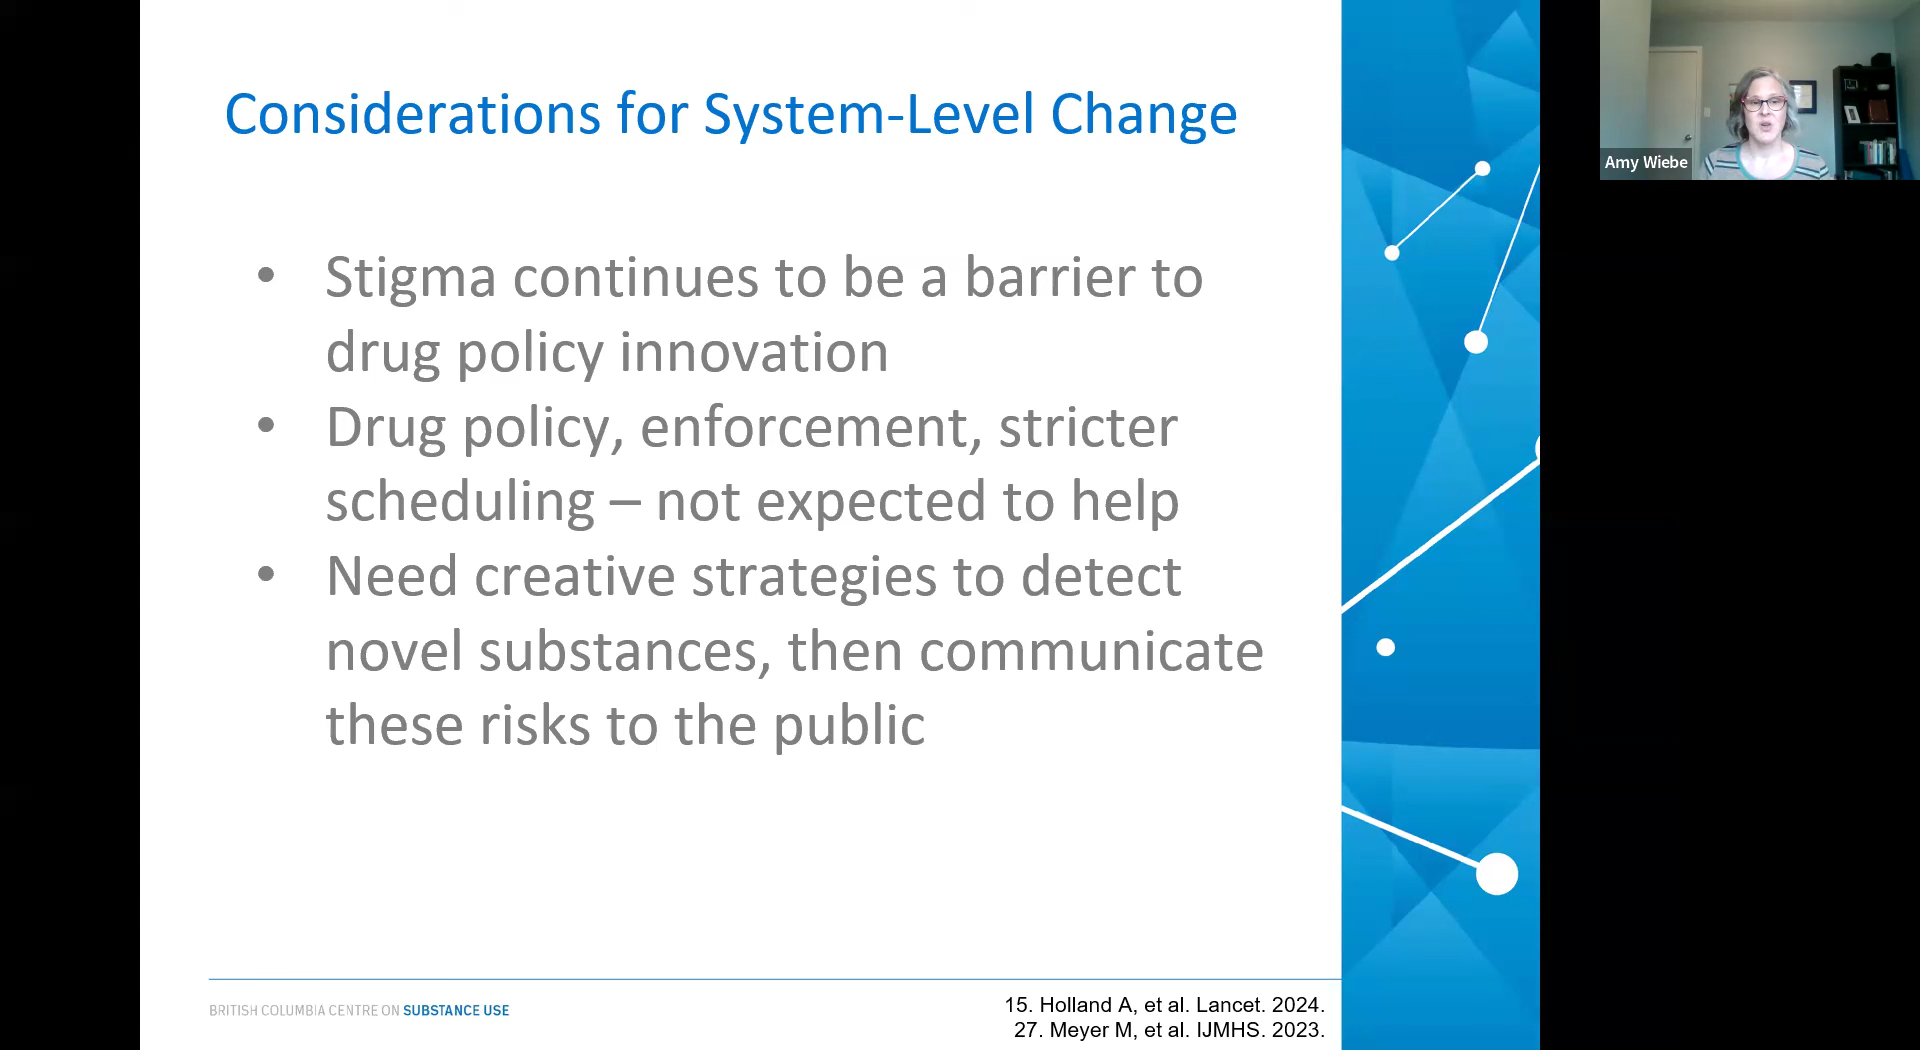 Considerations for System-Level Change
• Stigma continues to be a barrier to
drug policy innovation
• Drug policy, enforcement, stricter
scheduling – not expected to help
• Need creative strategies to detect
novel substances, then communicate
these risks to the public
BRITISH COLUMBIA CENTRE ON SUBSTANCE USE
15. Holland A, et al. Lancet. 2024.
27. Meyer M, et al. IJMHS. 2023.
Amy Wiebe